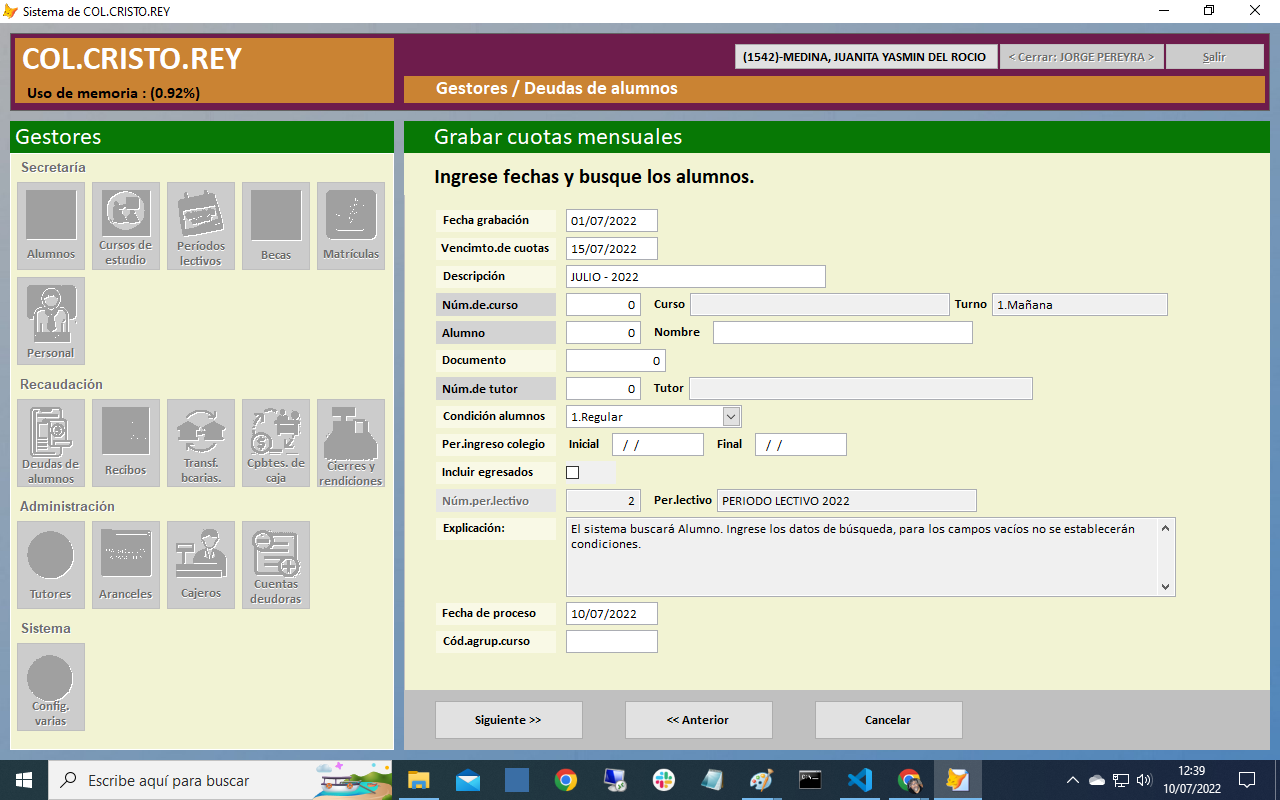 Sistema de COL.CRISTO.REY
COL.CRISTO.REY
Uso de memoria : (0.92%)
(1542)-MEDINA, JUANITA YASMIN DEL ROCIO
< Cerrar: JORGE PEREYRA >
Salir
Gestores / Deudas de alumnos
Gestores
Secretaría
Alumnos
Cursos de
estudio
Períodos
lectivos
Becas
Matrículas
Personal
Recaudación
Deudas de
alumnos
Recibos
Transf.
bcarias.
Cpbtes. de
caja
Cierres y
rendiciones
Administración
Tutores
Aranceles
Cajeros
Cuentas
deudoras
Sistema
Config.
varias
Grabar cuotas mensuales
Ingrese fechas y busque los alumnos.
Fecha grabación 01/07/2022
Vencimto.de cuotas 15/07/2022
Descripción JULIO - 2022
Núm.de.curso 0 Curso Turno 1.Mañana
Alumno 0 Nombre
Documento 0
Núm.de tutor 0 Tutor
Condición alumnos 1.Regular
Per.ingreso colegio Inicial / / Final / /
Incluir egresados
Núm.per.lectivo 2 Per.lectivo PERIODO LECTIVO 2022
Explicación: El sistema buscará Alumno. Ingrese los datos de búsqueda, para los campos vacíos no se establecerán
condiciones.
Fecha de proceso 10/07/2022
Cód.agrup.curso
Siguiente >> << Anterior Cancelar
Escribe aquí para buscar
12:39
10/07/2022